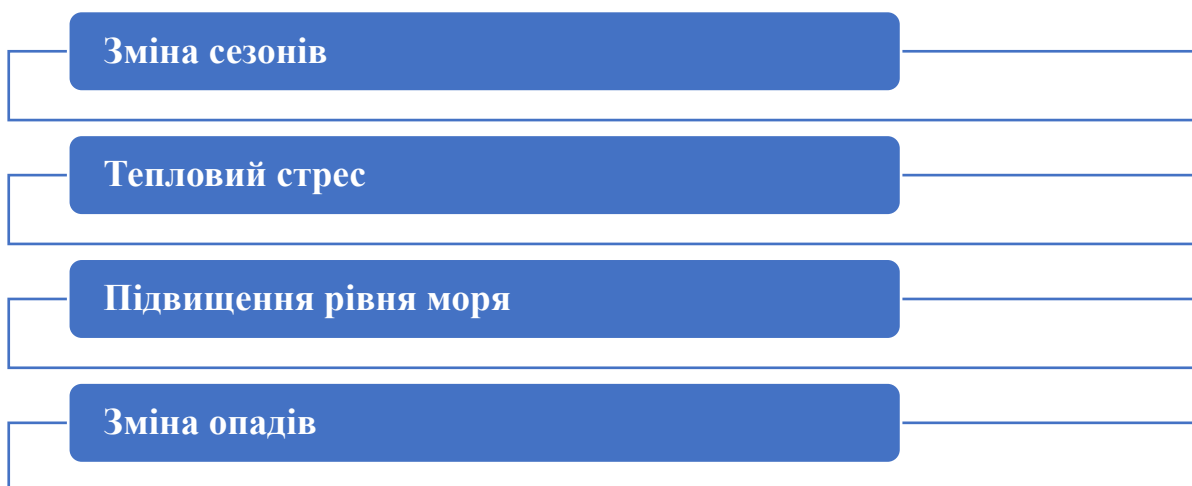 Зміна сезонів
Тепловий стрес
Підвищення рівня моря
Зміна опадів